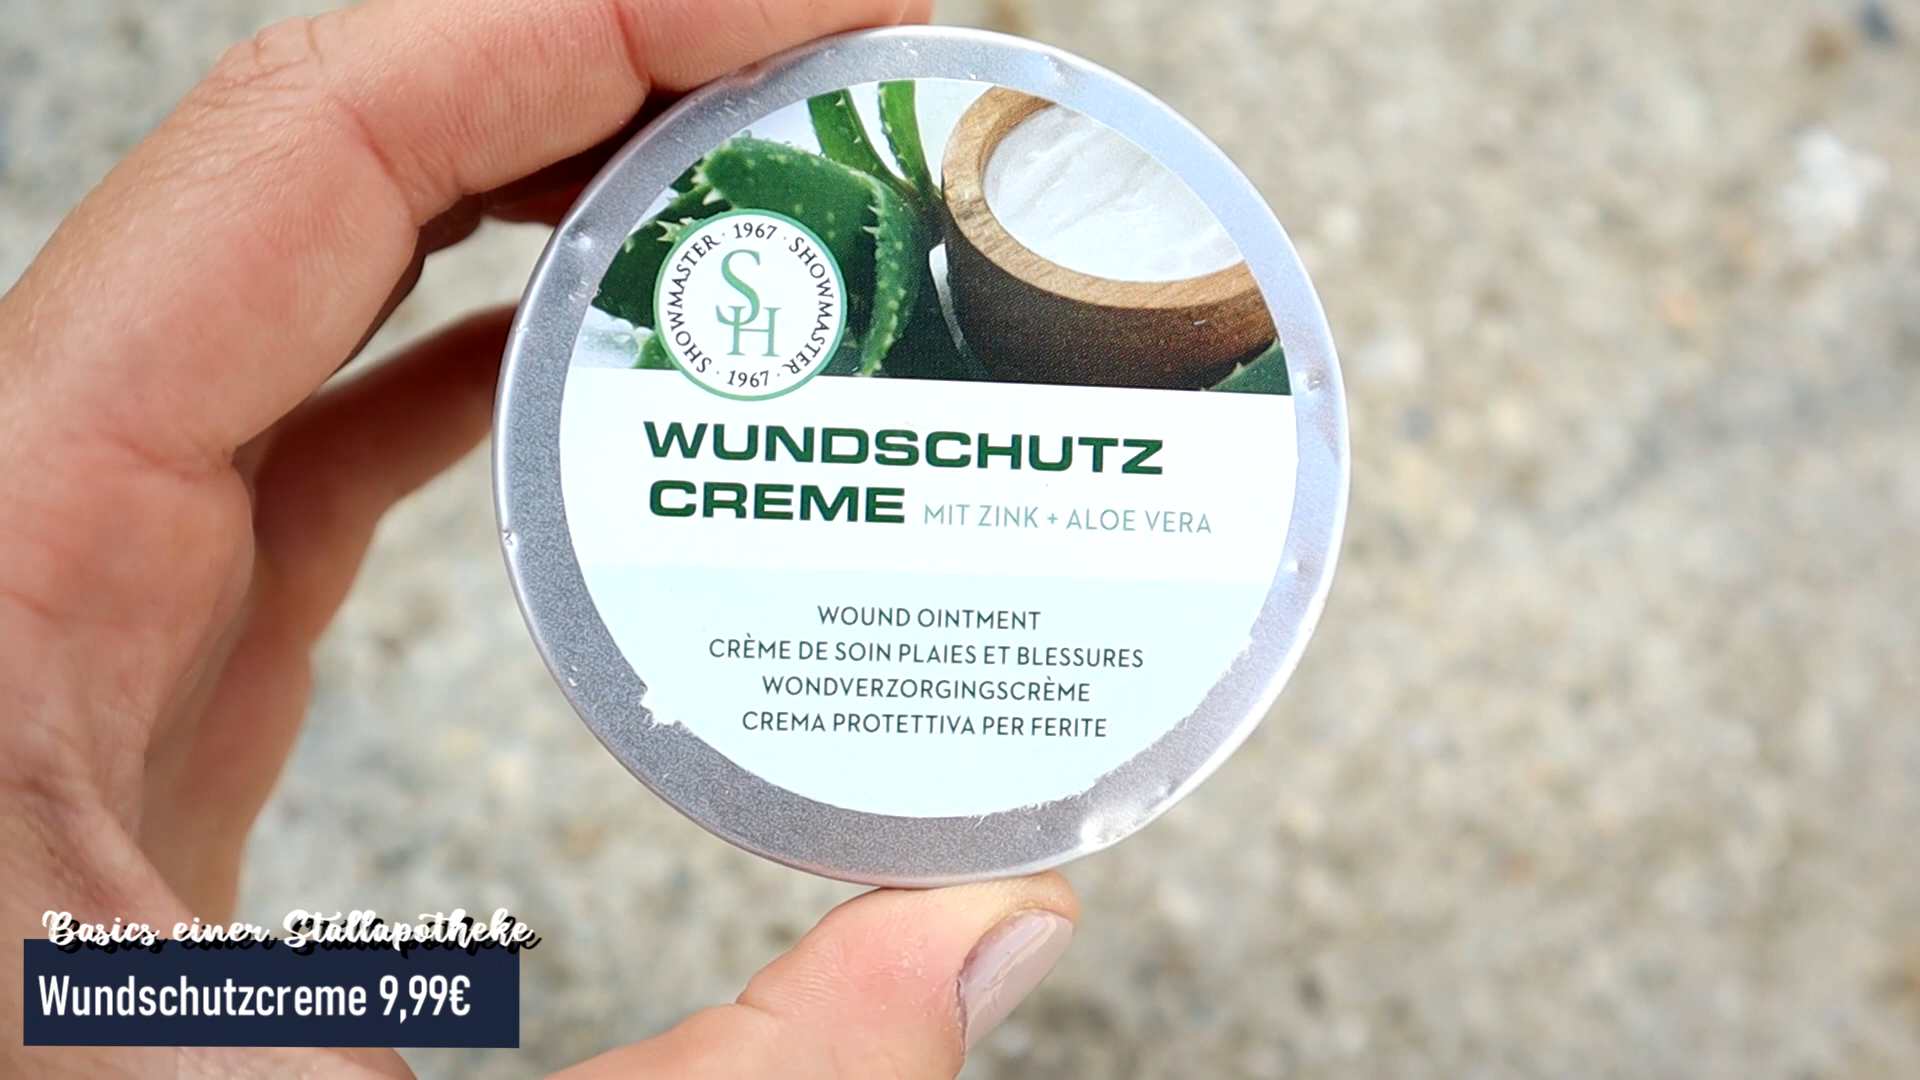 SHOWMASTER · 1967 · SHOWMASTER · 1967 ·
SH
WUNDSCHUTZ
CREME MIT ZINK + ALOE VERA
WOUND OINTMENT
CRÈME DE SOIN PLAIES ET BLESSURES
WONDVERZORGINGSCRÈME
CREMA PROTETTIVA PER FERITE
Basics einer Stallapotheke
Wundschutzcreme 9,99€